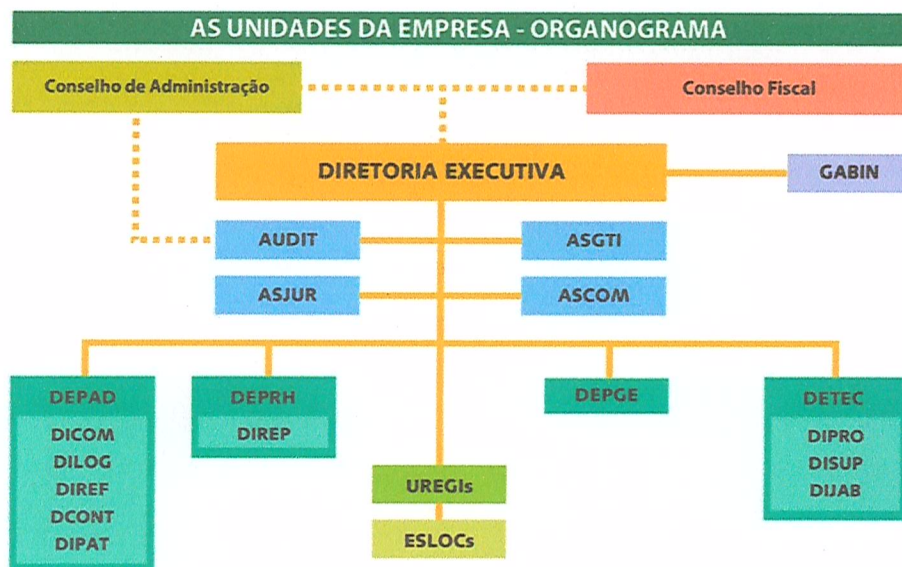 AS UNIDADES DA EMPRESA - ORGANOGRAMA
Conselho de Administração
Conselho Fiscal
DIRETORIA EXECUTIVA
GABIN
AUDIT
ASGTI
ASJUR
ASCOM
DEPAD
DICOM
DILOG
DIREF
DCONT
DIPAT
DEPRH
DIREP
DEPGE
DETEC
DIPRO
DISUP
DIJAB
UREGIs
ESLOCs